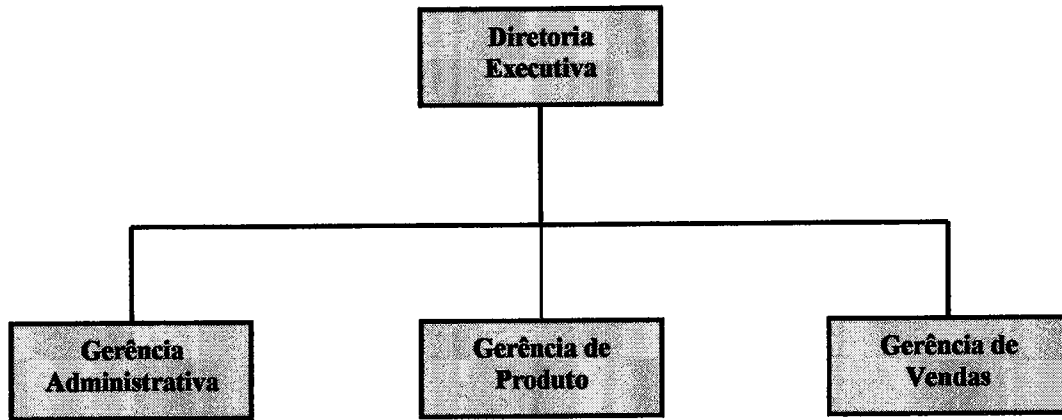 Diretoria
Executiva
Gerência
Administrativa
Gerência de
Produto
Gerência de
Vendas